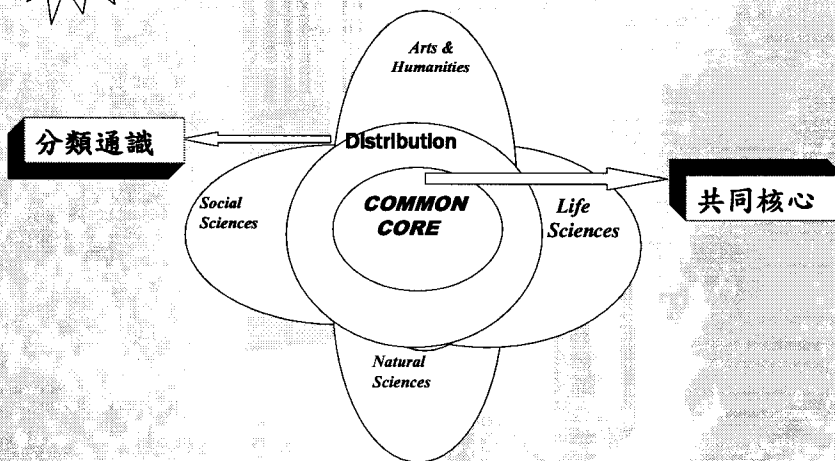 Arts &
Humanities
分類通識
Distribution
Social
Sciences
COMMON
CORE
Life
Sciences
共同核心
Natural
Sciences